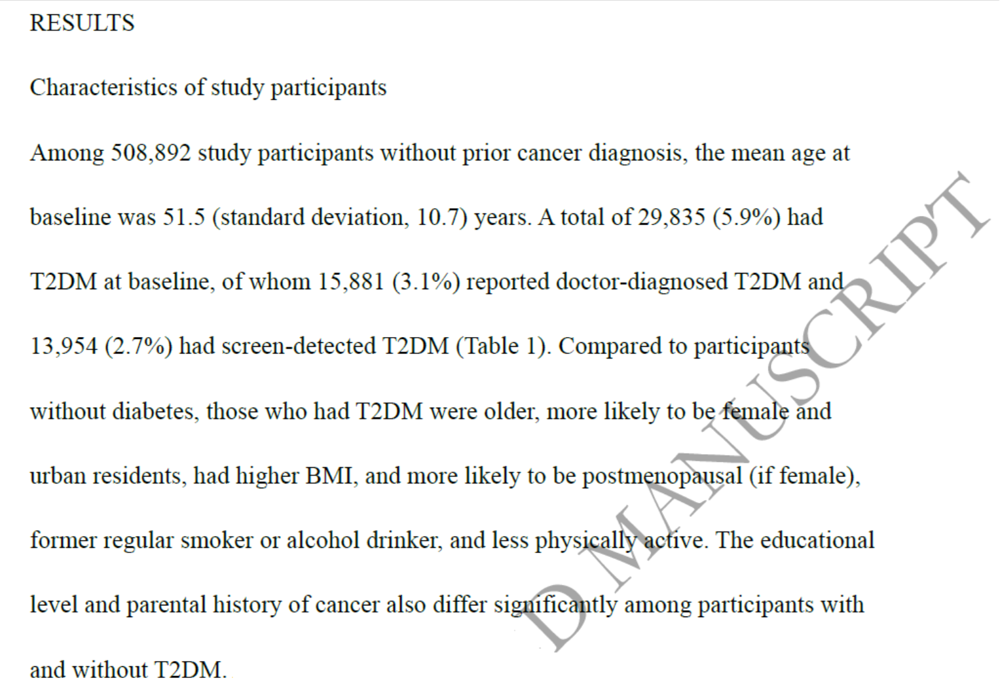 RESULTS
Characteristics of study participants
Among 508,892 study participants without prior cancer diagnosis, the mean age at
baseline was 51.5 (standard deviation, 10.7) years. A total of 29,835 (5.9%) had
T2DM at baseline, of whom 15,881 (3.1%) reported doctor-diagnosed T2DM and
13,954 (2.7%) had screen-detected T2DM (Table 1). Compared to participants
without diabetes, those who had T2DM were older, more likely to be female and
urban residents, had higher BMI, and more likely to be postmenopausal (if female),
former regular smoker or alcohol drinker, and less physically active. The educational
level and parental history of cancer also differ significantly among participants with
and without T2DM.
D MANUSCRIPT